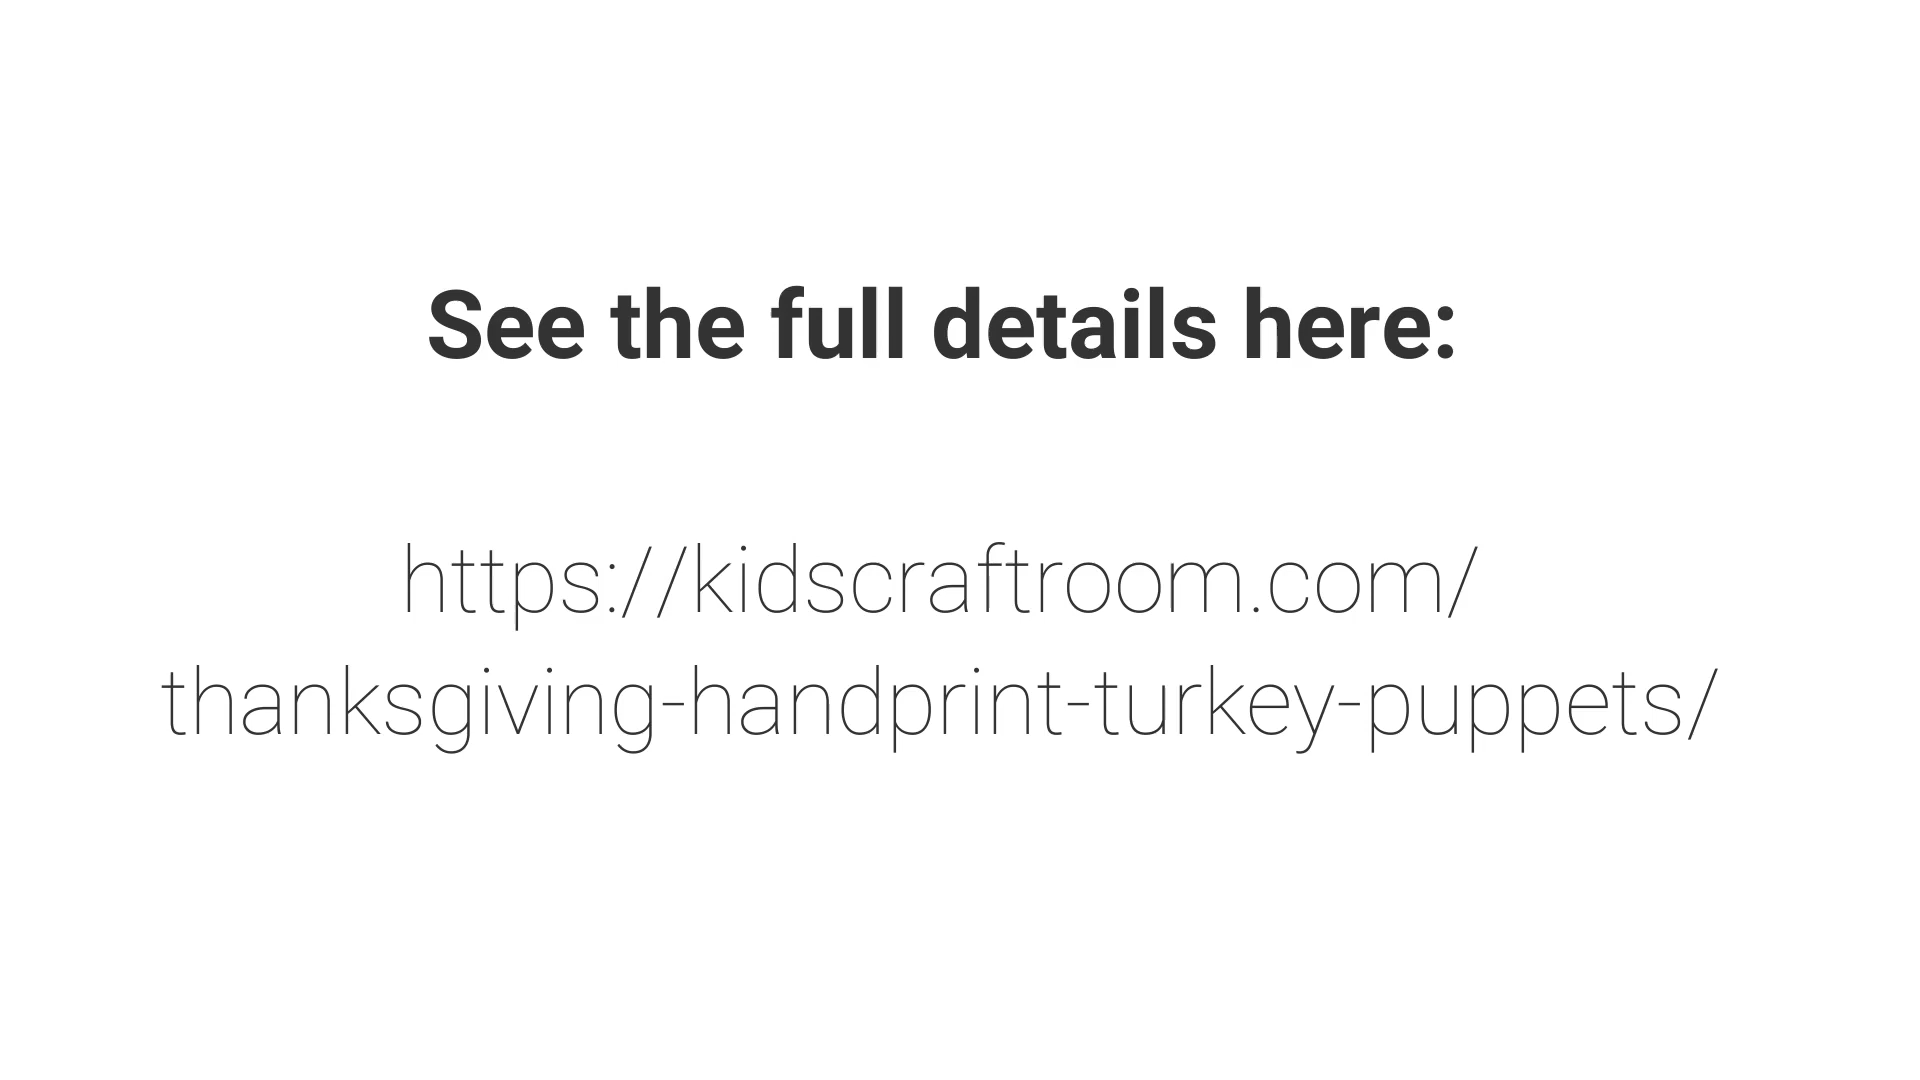 See the full details here:
https://kidscraftroom.com/
thanksgiving-handprint-turkey-puppets/